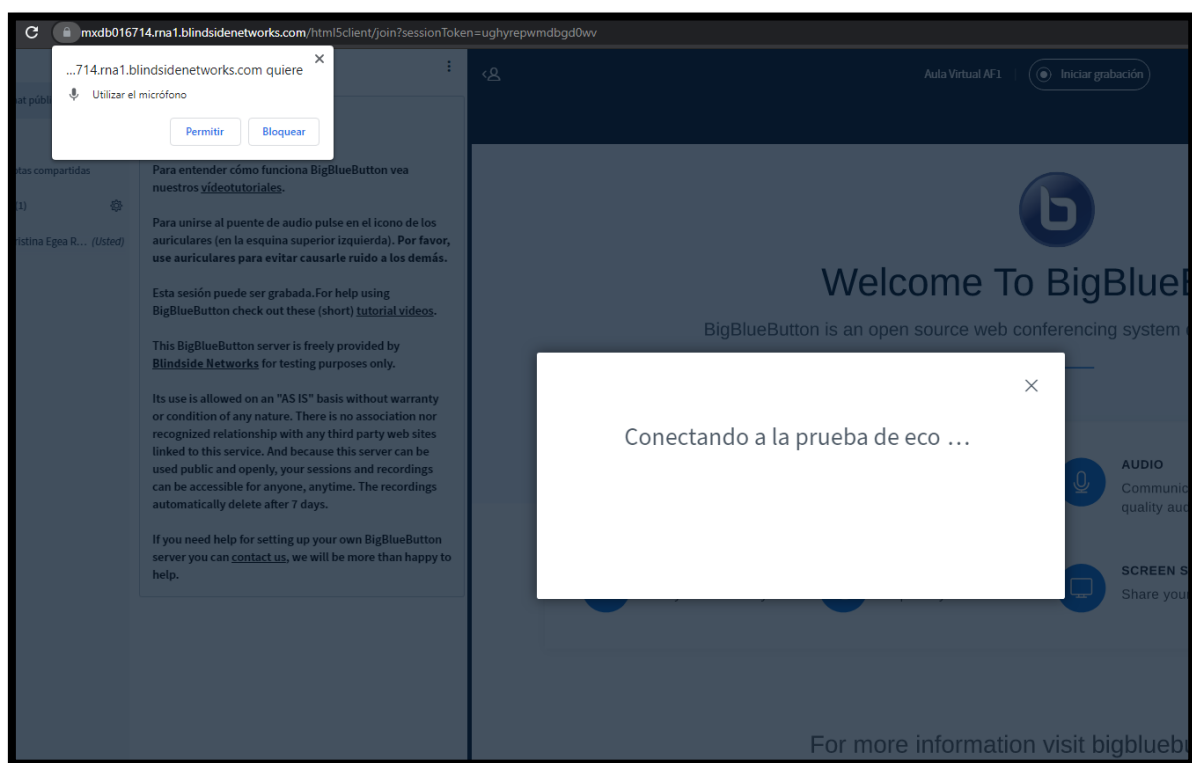 mxdb016714.rna1.blindsidenetworks.com/html5client/join?sessionToken=ughyrepwmdbgd0wv
...714.rna1.blindsidenetworks.com quiere
Utilizar el micrófono
Permitir
Bloquear
Aula Virtual AF1
Iniciar grabación
otas compartidas
(1)
ristina Egea R... (Usted)
Para entender cómo funciona BigBlueButton vea
nuestros vídeotutoriales.
Para unirse al puente de audio pulse en el icono de los
auriculares (en la esquina superior izquierda). Por favor,
use auriculares para evitar causarle ruido a los demás.
Esta sesión puede ser grabada.For help using
BigBlueButton check out these (short) tutorial videos.
This BigBlueButton server is freely provided by
Blindside Networks for testing purposes only.
Its use is allowed on an "AS IS" basis without warranty
or condition of any nature. There is no association nor
recognized relationship with any third party web sites
linked to this service. And because this server can be
used public and openly, your sessions and recordings
can be accessible for anyone, anytime. The recordings
automatically delete after 7 days.
If you need help for setting up your own BigBlueButton
server you can contact us, we will be more than happy to
help.
Welcome To BigBlueB
BigBlueButton is an open source web conferencing system
Conectando a la prueba de eco …
AUDIO
Communic
quality aud
SCREEN S
Share your
For more information visit bigbluebu